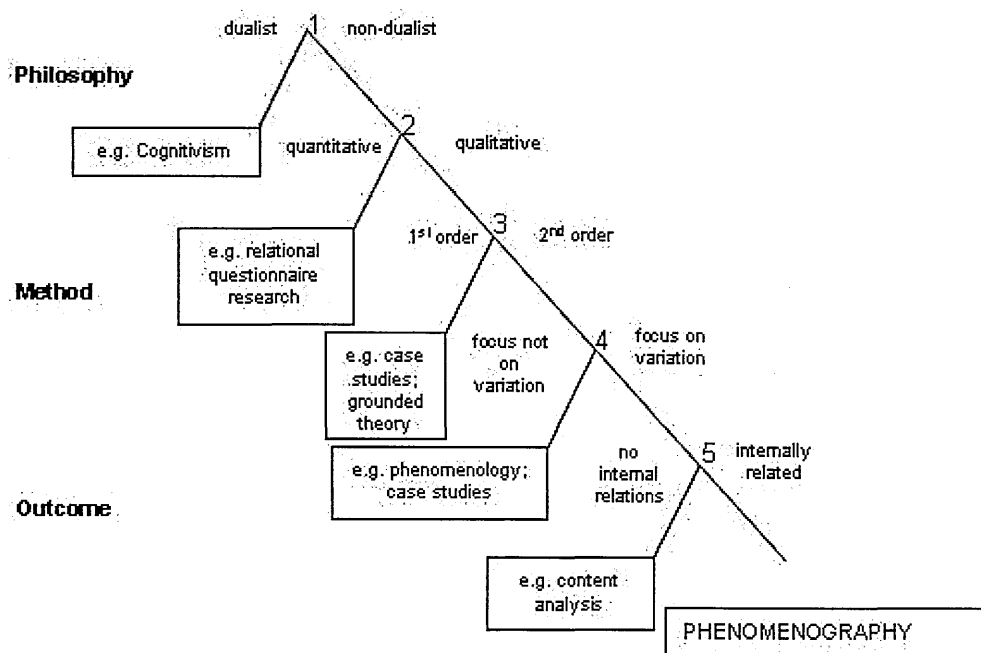 dualist 1 non-dualist
Philosophy
e.g. Cognitivism
quantitative 2 qualitative
1st order 3 2nd order
e.g. relational
questionnaire
research
Method
focus not
on
variation
4 focus on
variation
e.g. case
studies;
grounded
theory
e.g. phenomenology;
case studies
no
internal
relations
5 internally
related
Outcome
e.g. content
analysis
PHENOMENOGRAPHY